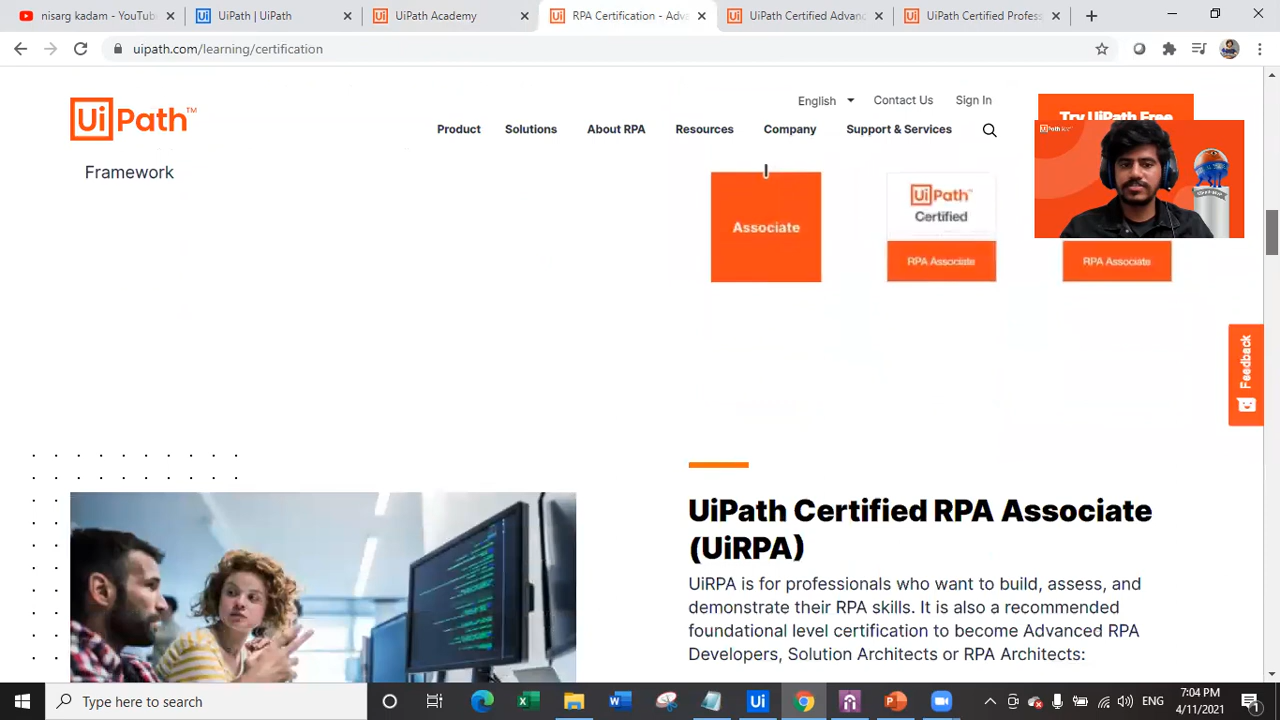 nisarg kadam - YouTube
UiPath | UiPath
UiPath Academy
RPA Certification - Adva
UiPath Certified Advanc
UiPath Certified Profess
uipath.com/learning/certification
English
Contact Us
Sign In
Try UiPath Free
UiPath™
Product
Solutions
About RPA
Resources
Company
Support & Services
Framework
Associate
UiPath™
Certified
RPA Associate
RPA Associate
Feedback
UiPath Certified RPA Associate
(UiRPA)
UiRPA is for professionals who want to build, assess, and
demonstrate their RPA skills. It is also a recommended
foundational level certification to become Advanced RPA
Developers, Solution Architects or RPA Architects:
Type here to search
ENG
7:04 PM
4/11/2021